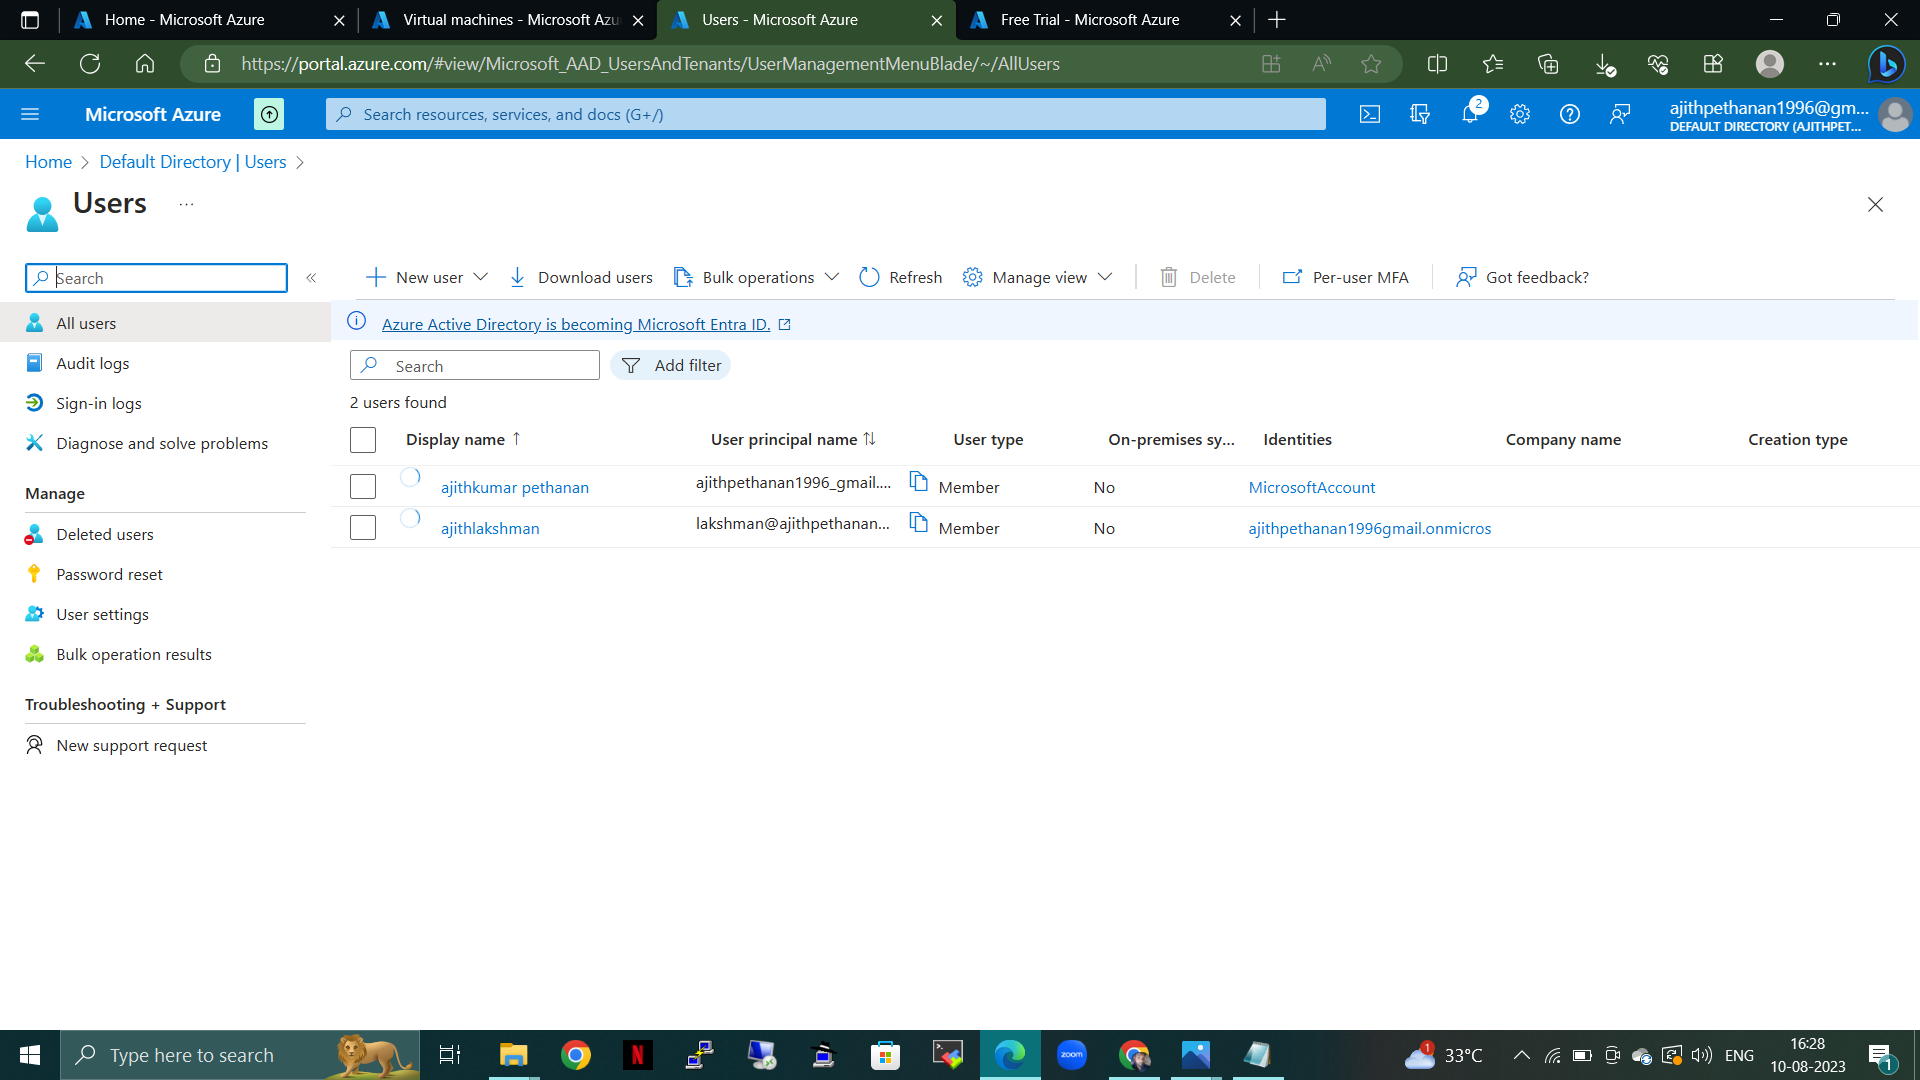 Home - Microsoft Azure
Virtual machines - Microsoft Azu
Users - Microsoft Azure
Free Trial - Microsoft Azure
https://portal.azure.com/#view/Microsoft_AAD_UsersAndTenants/UserManagementMenuBlade/~/AllUsers
Microsoft Azure
Search resources, services, and docs (G+/)
2
ajithpethanan1996@gm...
DEFAULT DIRECTORY (AJITHPET...
Home > Default Directory | Users >
Users
...
Search
«
New user
Download users
Bulk operations
Refresh
Manage view
Delete
Per-user MFA
Got feedback?
All users
Audit logs
Sign-in logs
Diagnose and solve problems
Manage
Deleted users
Password reset
User settings
Bulk operation results
Troubleshooting + Support
New support request
Azure Active Directory is becoming Microsoft Entra ID.
Search
Add filter
2 users found
Display name ↑ User principal name ↑↓ User type On-premises sy... Identities Company name Creation type
ajithkumar pethanan ajithpethanan1996_gmail.... Member No MicrosoftAccount
ajithlakshman lakshman@ajithpethanan... Member No ajithpethanan1996gmail.onmicros
Type here to search
N
zoom
1
33°C
ENG
16:28
10-08-2023
1